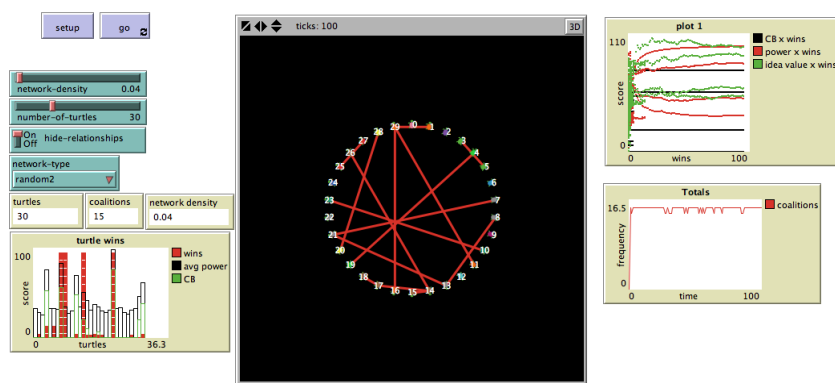 setup
go
network-density 0.04
number-of-turtles 30
On
Off hide-relationships
network-type
random2
turtles
30
coalitions
15
network density
0.04
turtle wins
100
score
0
0 turtles 36.3
wins
avg power
CB
ticks: 100
3D
0
1
2
3
4
5
6
7
8
9
10
11
12
13
14
15
16
17
18
19
20
21
22
23
24
25
26
27
28
29
plot 1
110
score
0
0 wins 100
CB x wins
power x wins
idea value x wins
Totals
16.5
frequency
0
0 time 100
coalitions